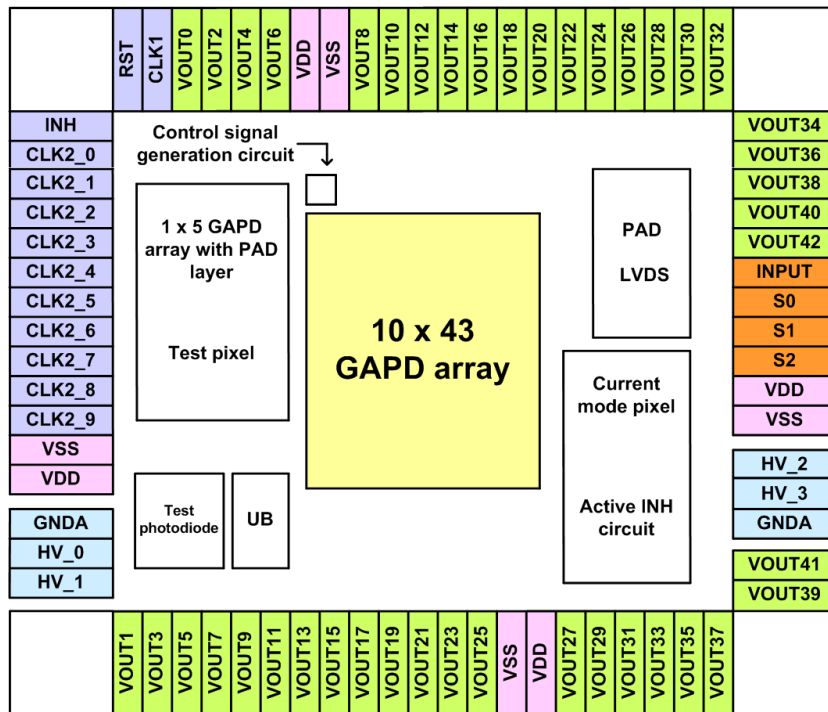 RST
CLK1
VOUT0
VOUT2
VOUT4
VOUT6
VDD
VSS
VOUT8
VOUT10
VOUT12
VOUT14
VOUT16
VOUT18
VOUT20
VOUT22
VOUT24
VOUT26
VOUT28
VOUT30
VOUT32
INH
CLK2_0
CLK2_1
CLK2_2
CLK2_3
CLK2_4
CLK2_5
CLK2_6
CLK2_7
CLK2_8
CLK2_9
VSS
VDD
GNDA
HV_0
HV_1
Control signal
generation circuit
1 x 5 GAPD
array with PAD
layer
Test pixel
10 x 43
GAPD array
PAD
LVDS
Current
mode pixel
Active INH
circuit
Test
photodiode
UB
VOUT34
VOUT36
VOUT38
VOUT40
VOUT42
INPUT
S0
S1
S2
VDD
VSS
HV_2
HV_3
GNDA
VOUT41
VOUT39
VOUT1
VOUT3
VOUT5
VOUT7
VOUT9
VOUT11
VOUT13
VOUT15
VOUT17
VOUT19
VOUT21
VOUT23
VOUT25
VSS
VDD
VOUT27
VOUT29
VOUT31
VOUT33
VOUT35
VOUT37